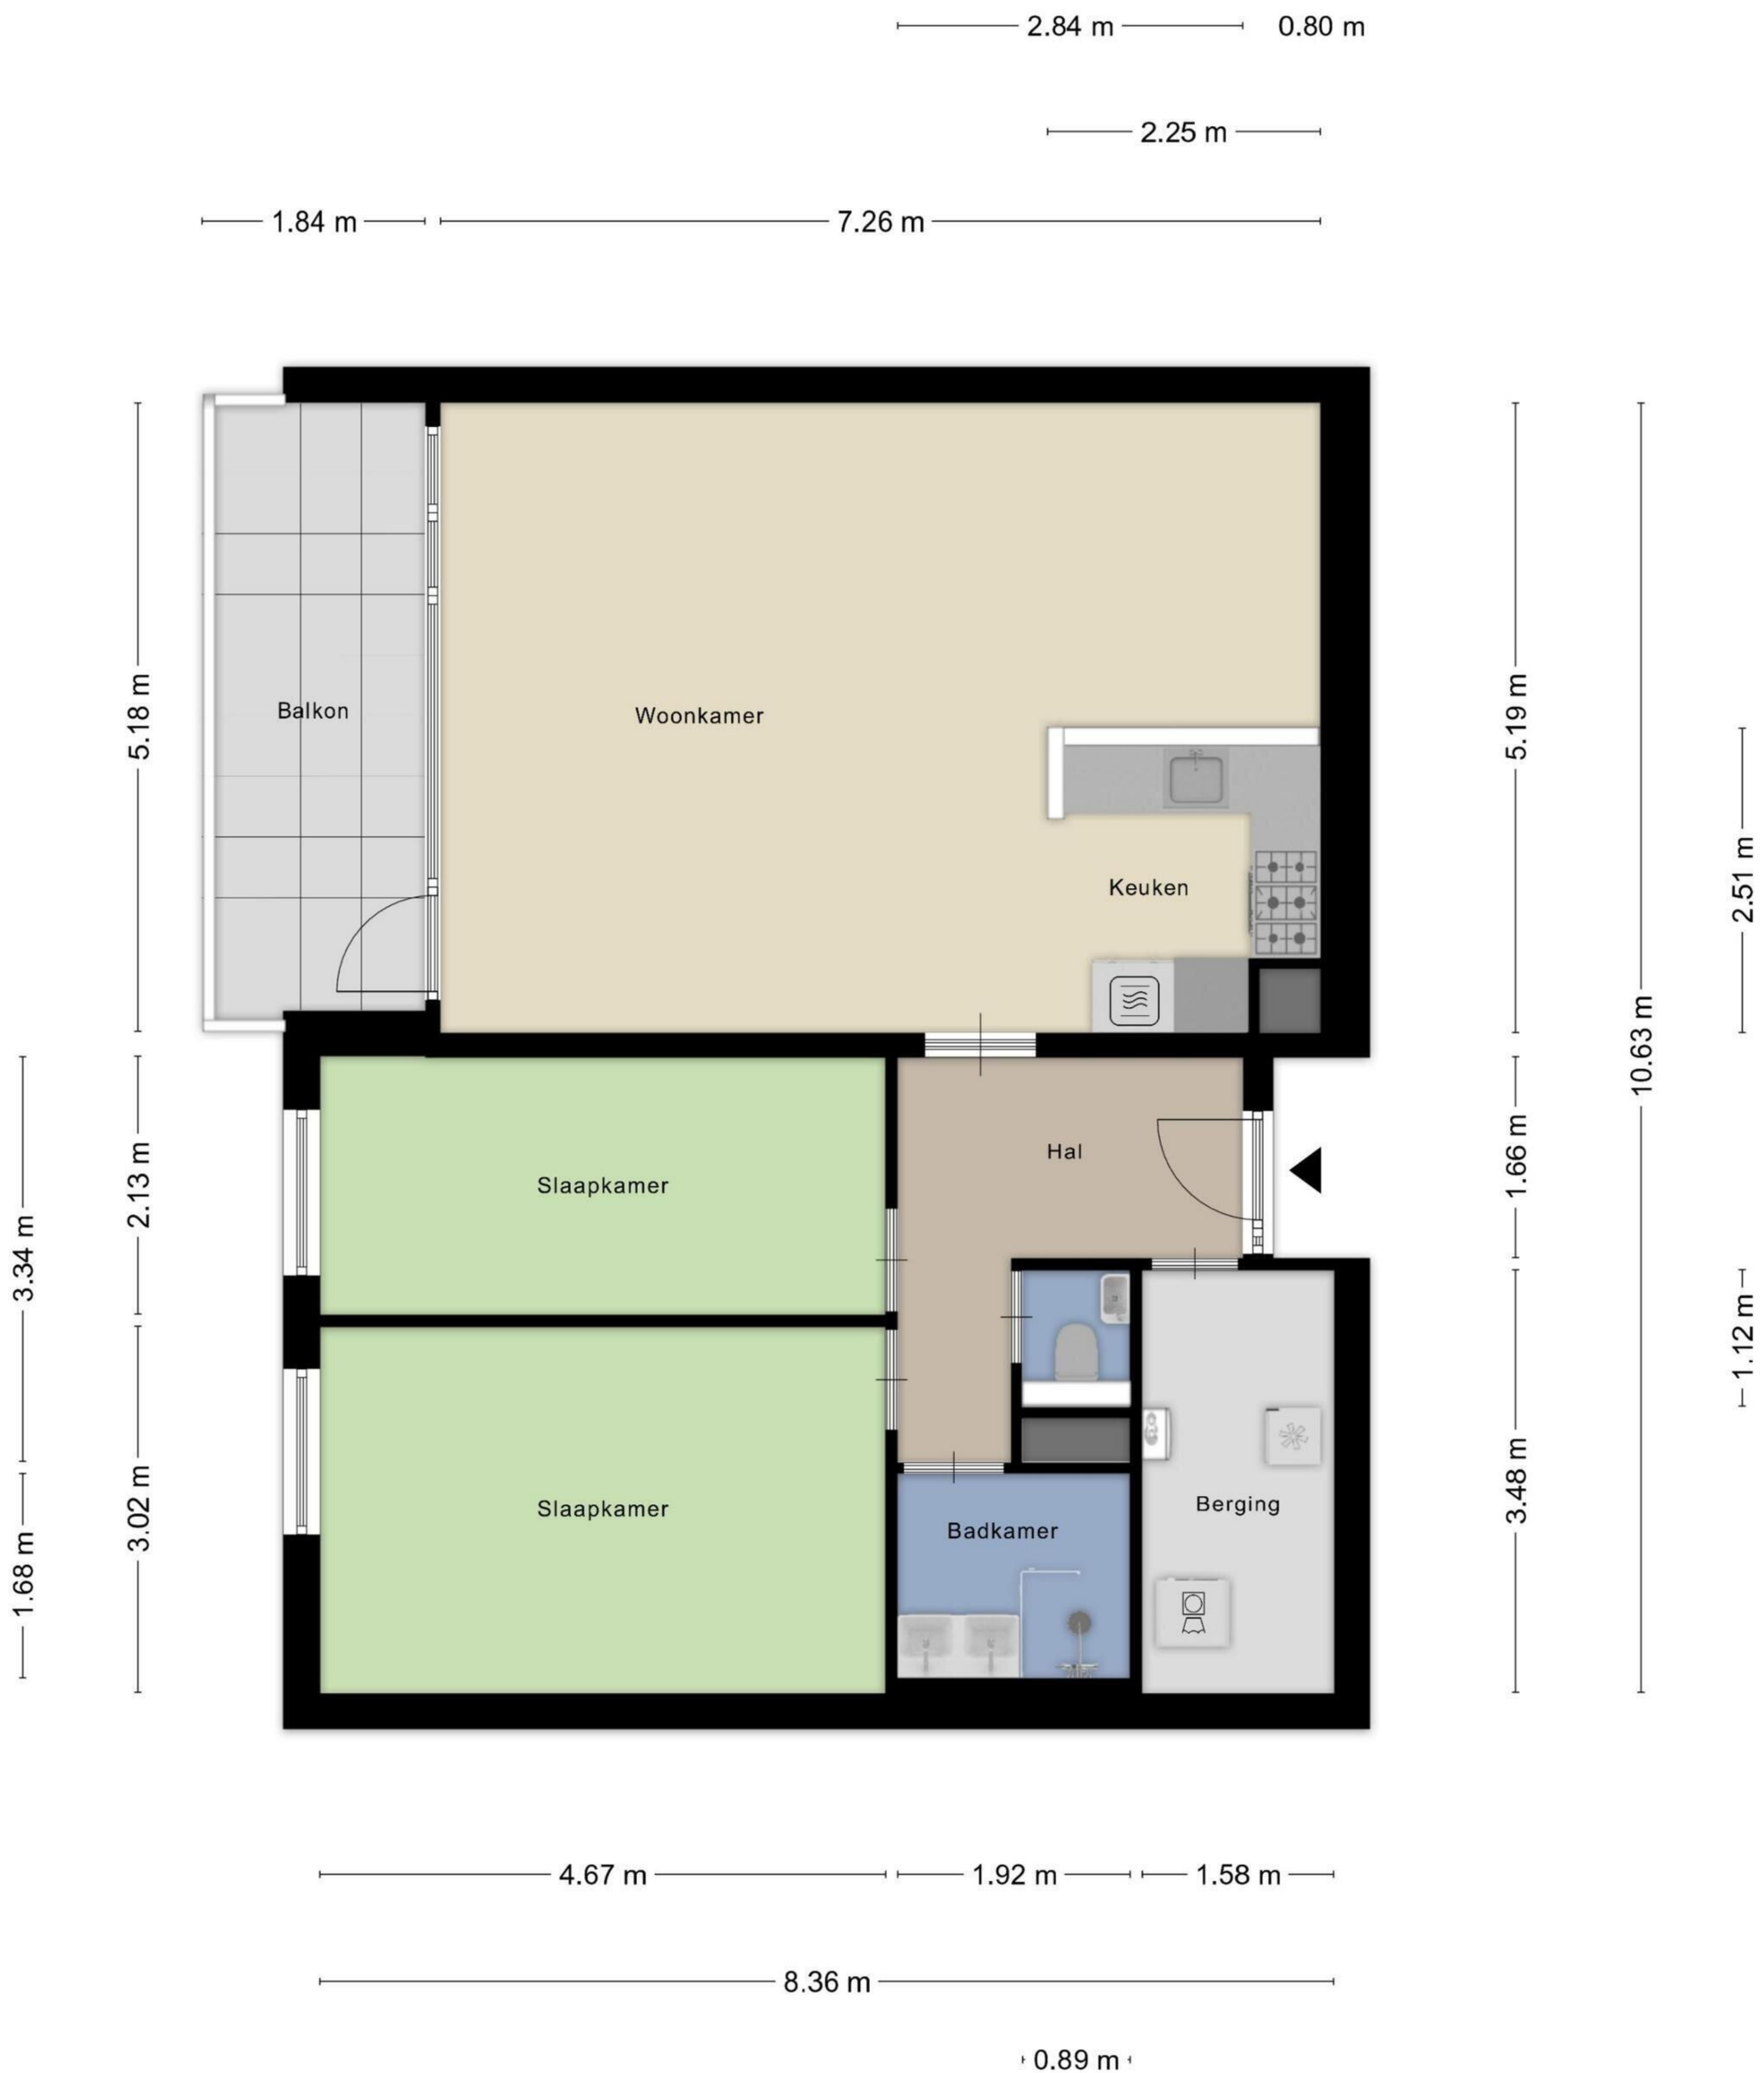 2.84 m 0.80 m
2.25 m
1.84 m 7.26 m
5.18 m
5.19 m
Balkon
Woonkamer
2.51 m
Keuken
10.63 m
Hal
1.66 m
2.13 m
Slaapkamer
3.34 m
1.12 m
3.02 m
Slaapkamer
Berging
3.48 m
Badkamer
1.68 m
4.67 m 1.92 m 1.58 m
8.36 m
0.89 m